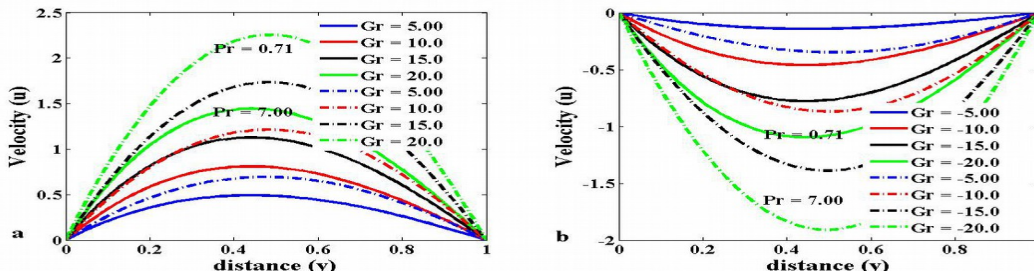 2.5
2
1.5
1
0.5
0
Velocity (u)
Pr = 0.71
Pr = 7.00
Gr = 5.00
Gr = 10.0
Gr = 15.0
Gr = 20.0
Gr = 5.00
Gr = 10.0
Gr = 15.0
Gr = 20.0
a
0 0.2 0.4 0.6 0.8 1
distance (y)
0
-0.5
-1
-1.5
-2
Velocity (u)
Pr = 0.71
Pr = 7.00
Gr = -5.00
Gr = -10.0
Gr = -15.0
Gr = -20.0
Gr = -5.00
Gr = -10.0
Gr = -15.0
Gr = -20.0
b
0 0.2 0.4 0.6 0.8
distance (y)